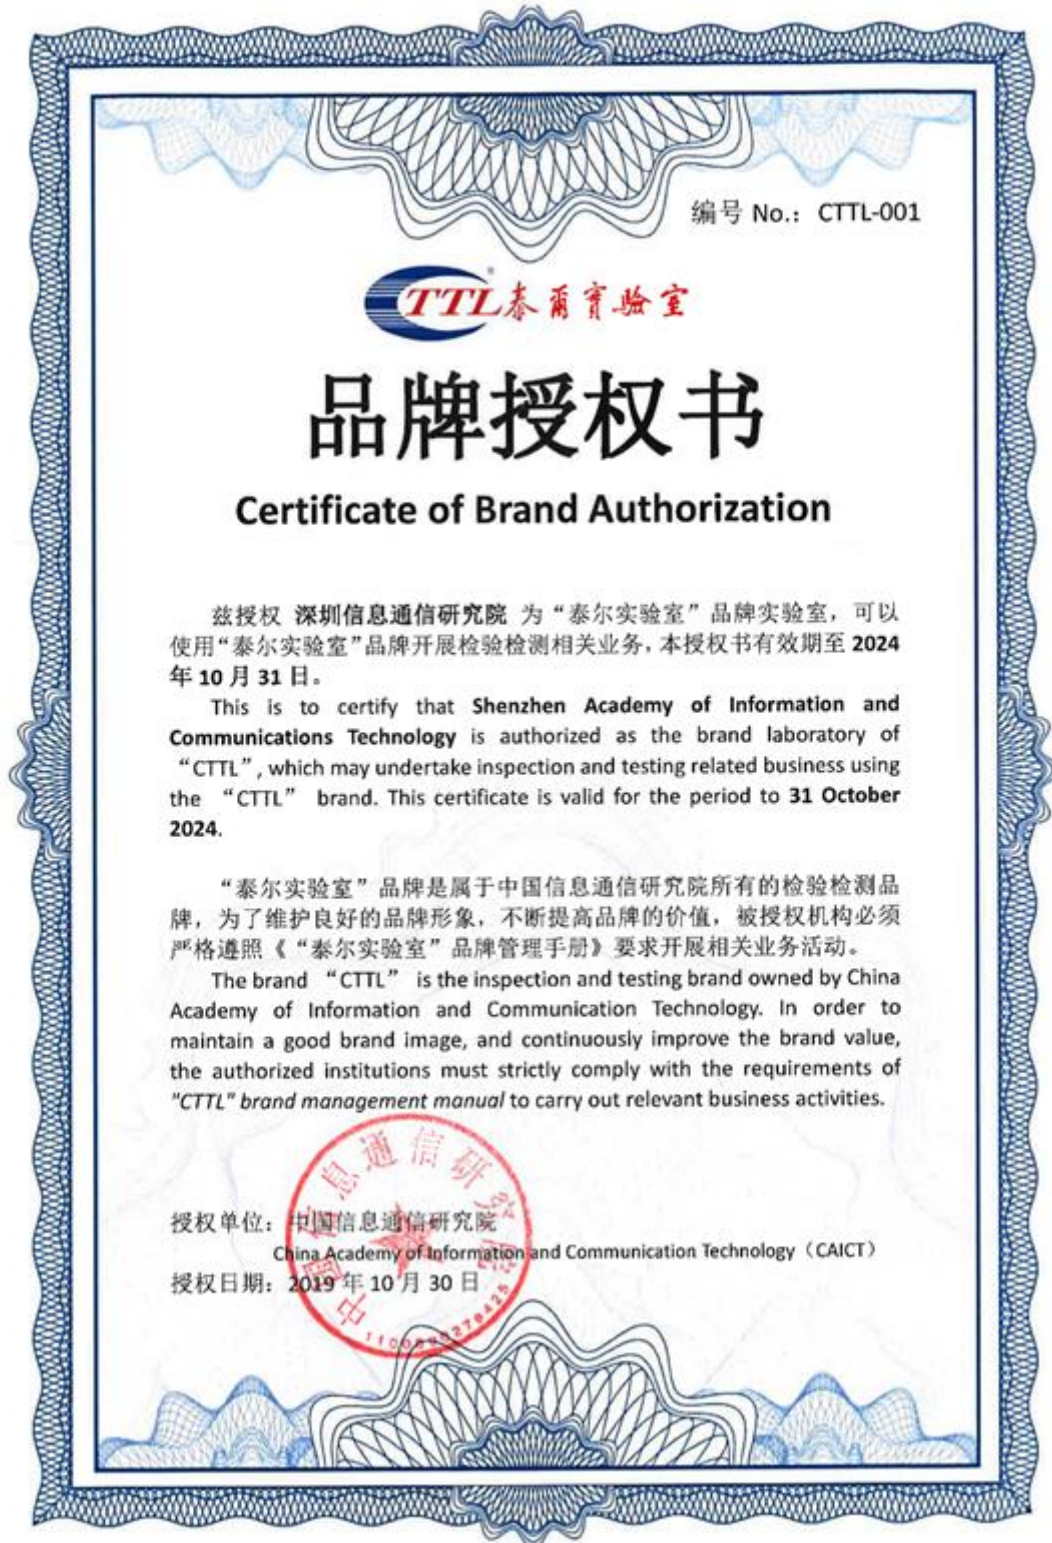 编号 No.: CTTL-001
CTTL泰爾實驗室
品牌授权书
Certificate of Brand Authorization
兹授权 深圳信息通信研究院 为“泰尔实验室”品牌实验室，可以
使用“泰尔实验室”品牌开展检验检测相关业务，本授权书有效期至 2024
年 10 月 31 日。
This is to certify that Shenzhen Academy of Information and
Communications Technology is authorized as the brand laboratory of
“CTTL”, which may undertake inspection and testing related business using
the “CTTL” brand. This certificate is valid for the period to 31 October
2024.
“泰尔实验室”品牌是属于中国信息通信研究院所有的检验检测品
牌，为了维护良好的品牌形象，不断提高品牌的价值，被授权机构必须
严格遵照《“泰尔实验室”品牌管理手册》要求开展相关业务活动。
The brand “CTTL” is the inspection and testing brand owned by China
Academy of Information and Communication Technology. In order to
maintain a good brand image, and continuously improve the brand value,
the authorized institutions must strictly comply with the requirements of
"CTTL" brand management manual to carry out relevant business activities.
授权单位：中国信息通信研究院
China Academy of Information and Communication Technology（CAICT）
授权日期：2019 年 10 月 30 日
中国信息通信研究院